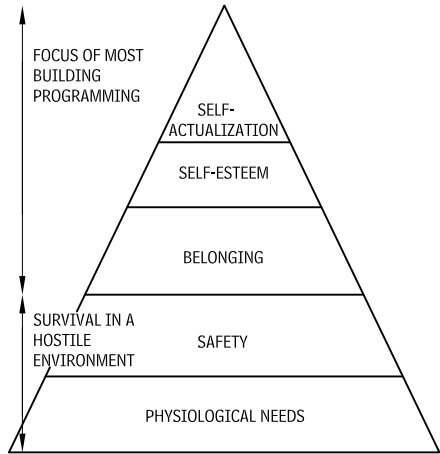 FOCUS OF MOST
BUILDING
PROGRAMMING
SELF-
ACTUALIZATION
SELF-ESTEEM
BELONGING
SURVIVAL IN A
HOSTILE
ENVIRONMENT
SAFETY
PHYSIOLOGICAL NEEDS